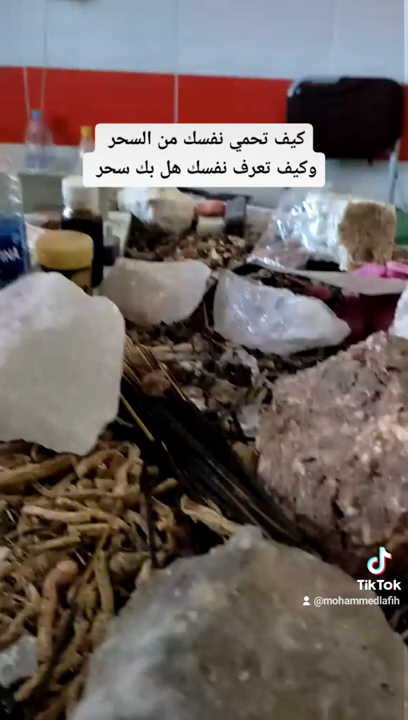 كيف تحمي نفسك من السحر
وكيف تعرف نفسك هل بك سحر
TikTok
@mohammedlafih